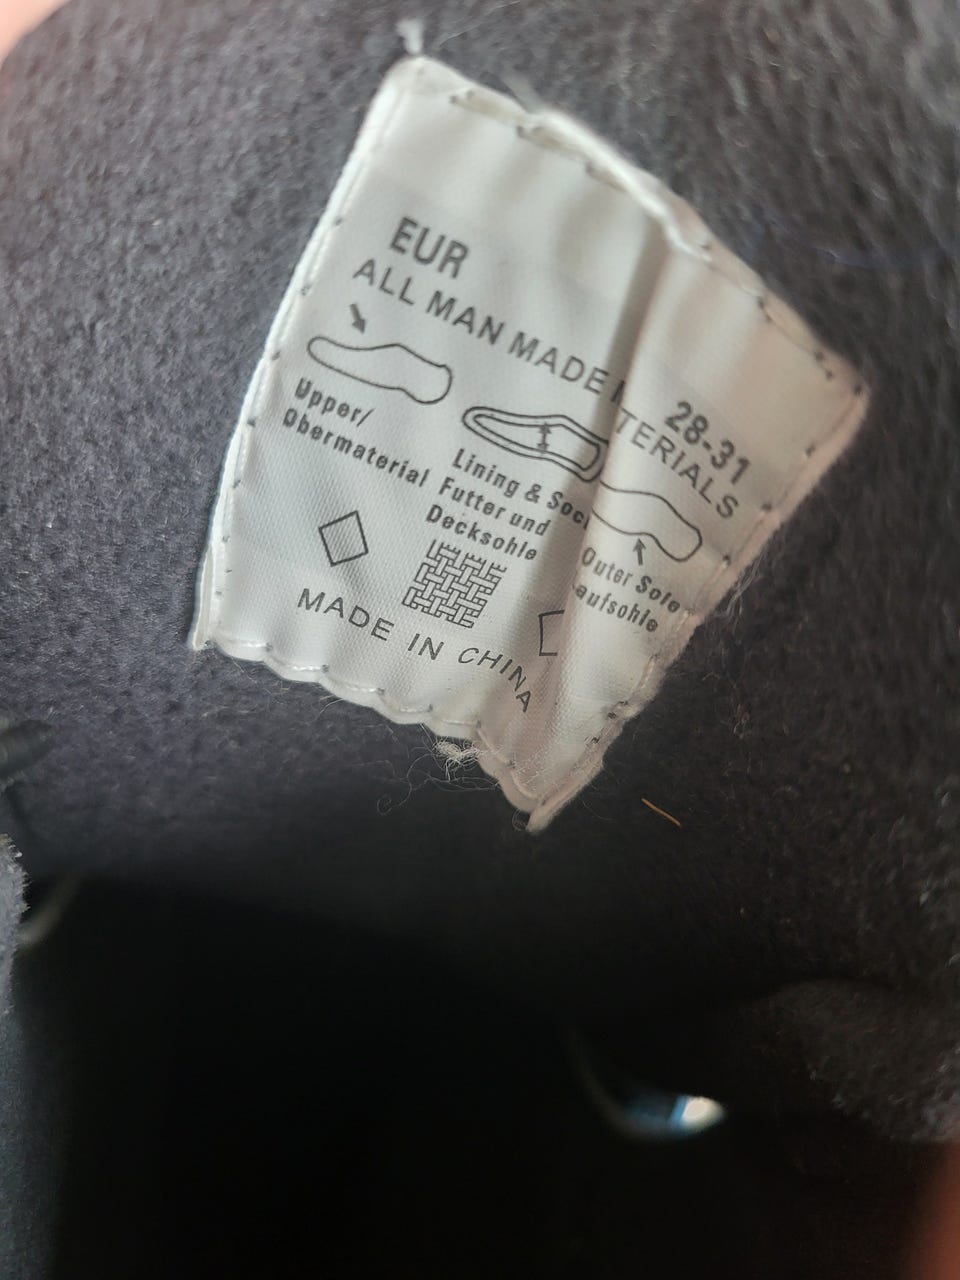 EUR 28-31
ALL MAN MADE TERIALS
Upper/
Obermaterial
Lining & Soc
Futter und
Decksohle
Outer Sole
aufsohle
MADE IN CHINA